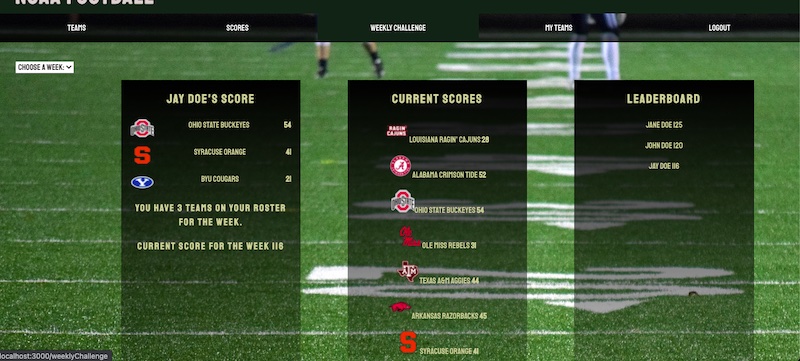 NCAA FOOTBALL
TEAMS
SCORES
WEEKLY CHALLENGE
MY TEAMS
LOGOUT
CHOOSE A WEEK:
JAY DOE'S SCORE
OHIO STATE BUCKEYES 54
SYRACUSE ORANGE 41
BYU COUGARS 21
YOU HAVE 3 TEAMS ON YOUR ROSTER
FOR THE WEEK.
CURRENT SCORE FOR THE WEEK 116
CURRENT SCORES
RAGIN'
CAJUNS
LOUISIANA RAGIN' CAJUNS 28
ALABAMA CRIMSON TIDE 52
OHIO STATE BUCKEYES 54
OLE MISS REBELS 31
TEXAS A&M AGGIES 44
ARKANSAS RAZORBACKS 45
SYRACUSE ORANGE 41
LEADERBOARD
JANE DOE 125
JOHN DOE 120
JAY DOE 116
localhost:3000/weeklyChallenge